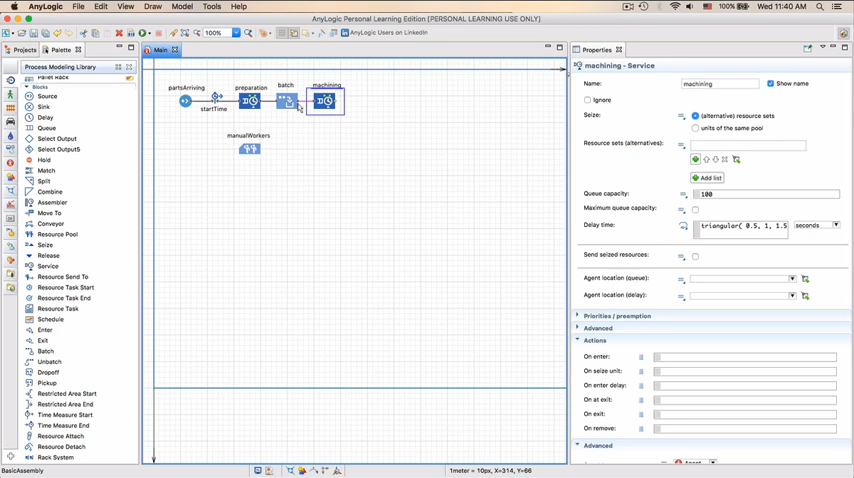 AnyLogic File Edit View Draw Model Tools Help
100% Wed 11:40 AM
AnyLogic Personal Learning Edition [PERSONAL LEARNING USE ONLY]
100% AnyLogic Users on LinkedIn
Projects Palette Main Properties
Process Modeling Library
Pallet Rack
Blocks
Source
Sink
Delay
Queue
Select Output
Select Output5
Hold
Match
Split
Combine
Assembler
Move To
Conveyor
Resource Pool
Seize
Release
Service
Resource Send To
Resource Task Start
Resource Task End
Resource Task
Schedule
Enter
Exit
Batch
Unbatch
Dropoff
Pickup
Restricted Area Start
Restricted Area End
Time Measure Start
Time Measure End
Resource Attach
Resource Detach
Rack System
partsArriving
startTime
preparation
batch
machining
manualWorkers
machining - Service
Name: machining Show name
Ignore
Seize: (alternative) resource sets
units of the same pool
Resource sets (alternatives):
Add list
Queue capacity: 100
Maximum queue capacity:
Delay time: triangular( 0.5, 1, 1.5 seconds
Send seized resources:
Agent location (queue):
Agent location (delay):
Priorities / preemption
Advanced
Actions
On enter:
On seize unit:
On enter delay:
On at exit:
On exit:
On remove:
Advanced
BasicAssembly
1meter = 10px, X=314, Y=66